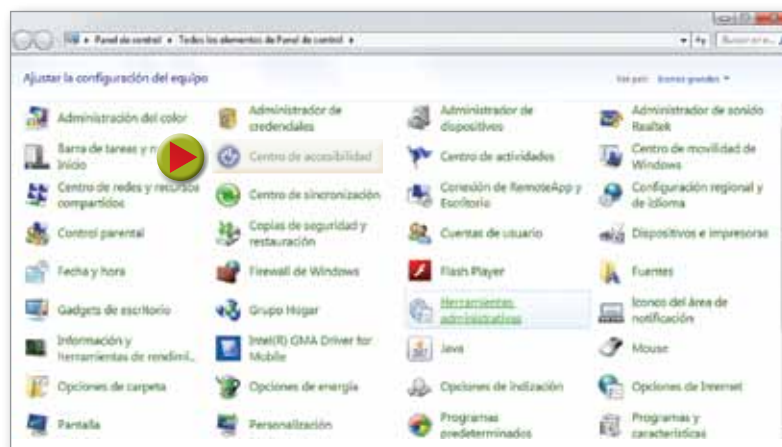 Panel de control Todos los elementos de Panel de control
Ajustar la configuración del equipo
Ver por: Iconos grandes
Administración del color
Administrador de
credenciales
Administrador de
dispositivos
Administrador de sonido
Realtek
Barra de tareas y
Inicio
Centro de accesibilidad
Centro de actividades
Centro de movilidad de
Windows
Centro de redes y recursos
compartidos
Centro de sincronización
Conexión de RemoteApp y
Escritorio
Configuración regional y
de idioma
Control parental
Copias de seguridad y
restauración
Cuentas de usuario
Dispositivos e impresoras
Fecha y hora
Firewall de Windows
Flash Player
Fuentes
Gadgets de escritorio
Grupo Hogar
Herramientas
administrativas
Iconos del área de
notificación
Información y
herramientas de rendimi...
Intel(R) GMA Driver for
Mobile
Java
Mouse
Opciones de carpeta
Opciones de energía
Opciones de indización
Opciones de Internet
Pantalla
Personalización
Programas
predeterminados
Programas y
características